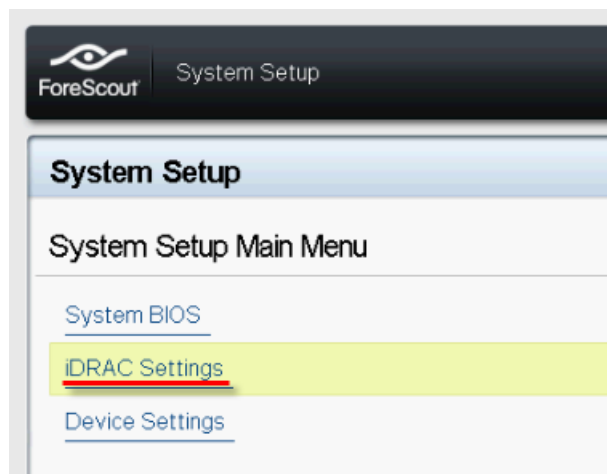 ForeScout
System Setup
System Setup
System Setup Main Menu
System BIOS
iDRAC Settings
Device Settings